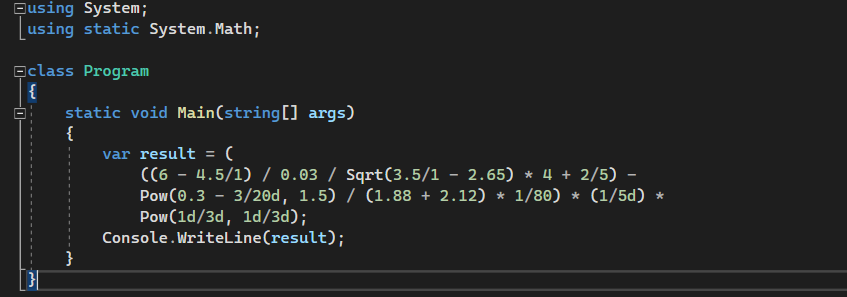 using System;
using static System.Math;
class Program
{
static void Main(string[] args)
{
var result = (
((6 - 4.5/1) / 0.03 / Sqrt(3.5/1 - 2.65) * 4 + 2/5) -
Pow(0.3 - 3/20d, 1.5) / (1.88 + 2.12) * 1/80) * (1/5d) *
Pow(1d/3d, 1d/3d);
Console.WriteLine(result);
}
}